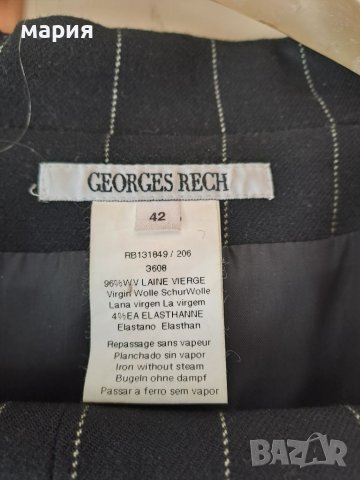 мария
GEORGES RECH
42
RB131849 / 206
3608
96%WV LAINE VIERGE
Virgin Wolle SchurWolle
Lana virgen La virgem
4%EA ELASTHANNE
Elastano Elasthan
Repassage sans vapeur
Planchado sin vapor
Iron without steam
Bugeln ohne dampf
Passar a ferro sem vapor
BAZAR